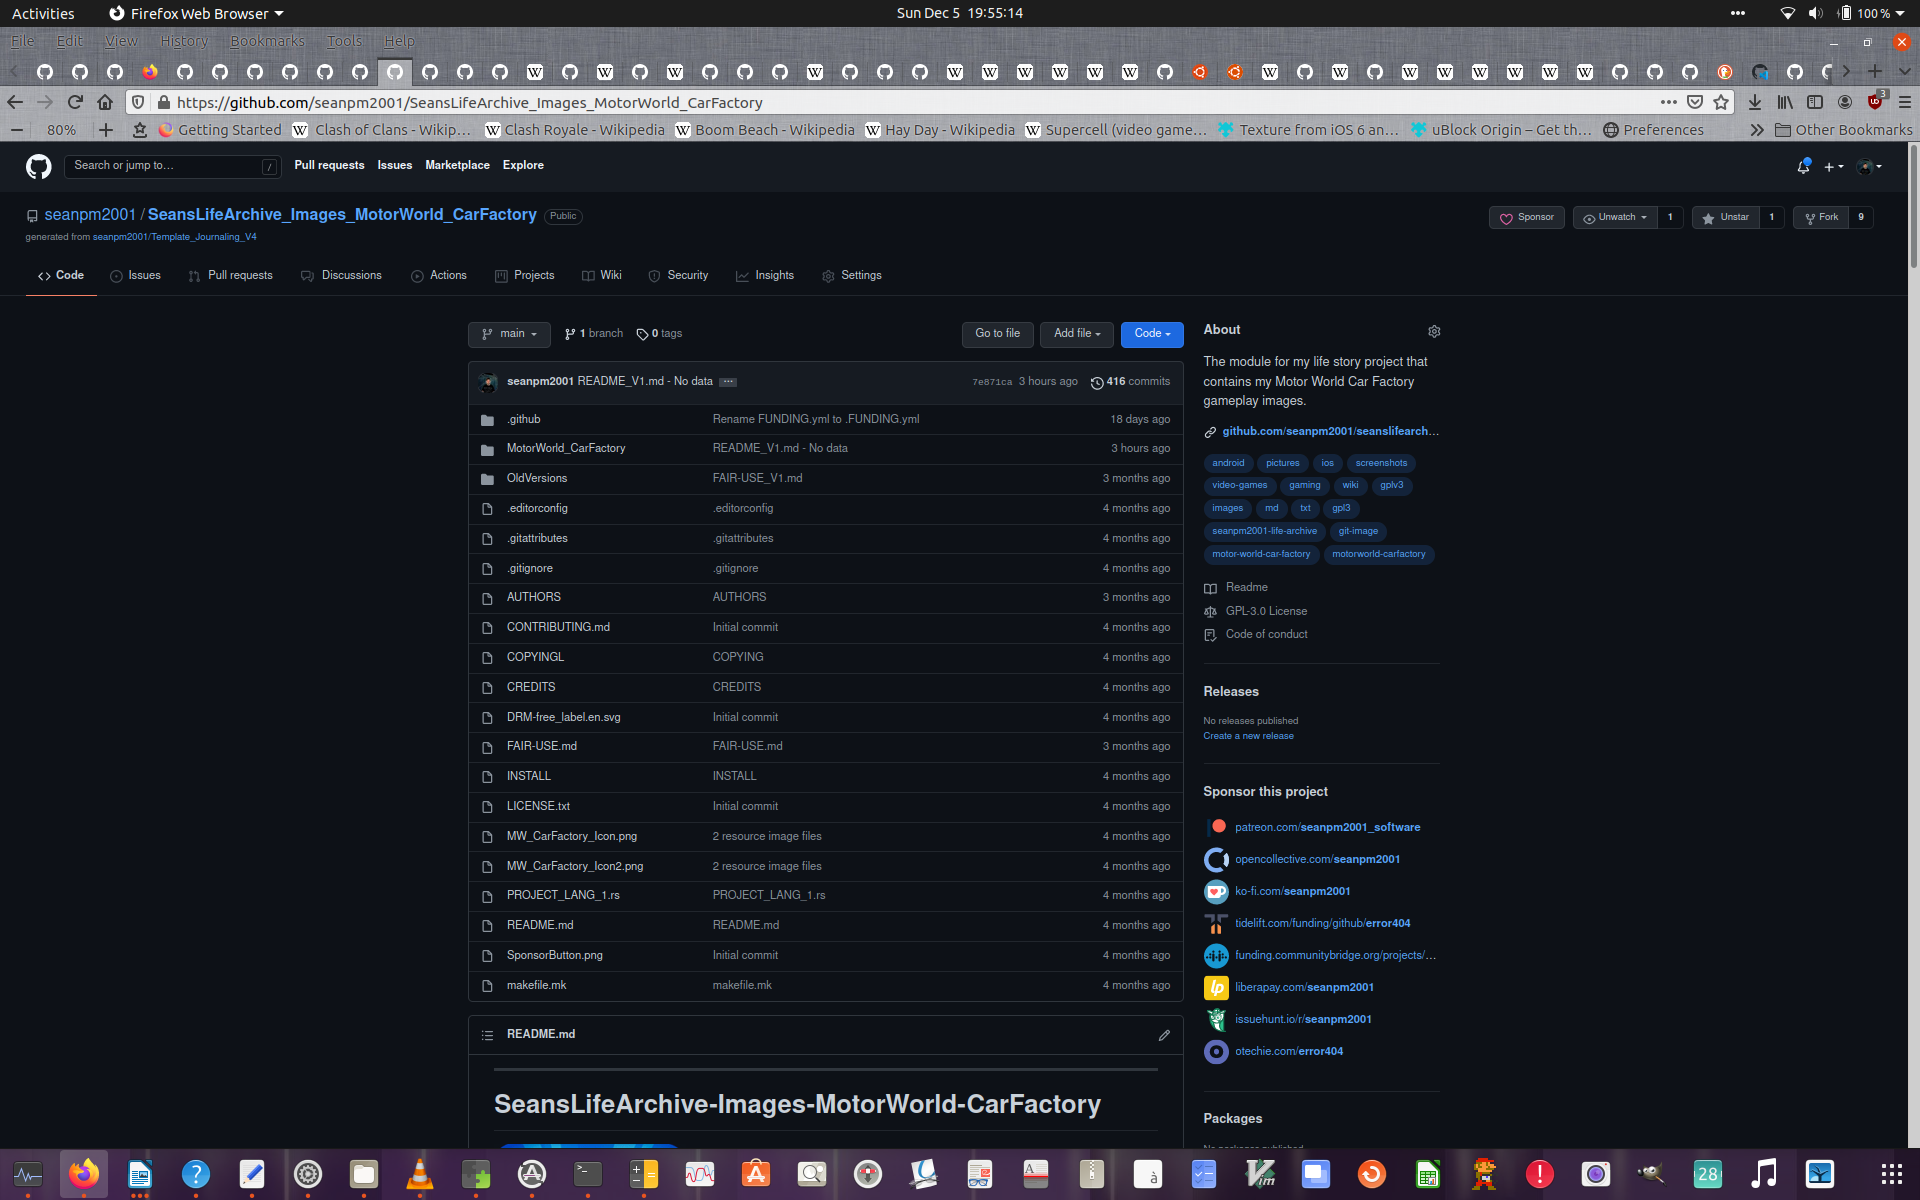 Activities
Firefox Web Browser
Sun Dec 5 19:55:14
100 %
File Edit View History Bookmarks Tools Help
https://github.com/seanpm2001/SeansLifeArchive_Images_MotorWorld_CarFactory
3
80%
Getting Started
Clash of Clans - Wikip…
Clash Royale - Wikipedia
Boom Beach - Wikipedia
Hay Day - Wikipedia
Supercell (video game…
Texture from iOS 6 an…
uBlock Origin – Get th…
Preferences
Other Bookmarks
Search or jump to…
/
Pull requests Issues Marketplace Explore
seanpm2001 / SeansLifeArchive_Images_MotorWorld_CarFactory Public
generated from seanpm2001/Template_Journaling_V4
Sponsor
Unwatch 1
Unstar 1
Fork 9
Code
Issues
Pull requests
Discussions
Actions
Projects
Wiki
Security
Insights
Settings
main
1 branch
0 tags
Go to file
Add file
Code
seanpm2001 README_V1.md - No data
7e871ca 3 hours ago 416 commits
.github Rename FUNDING.yml to .FUNDING.yml 18 days ago
MotorWorld_CarFactory README_V1.md - No data 3 hours ago
OldVersions FAIR-USE_V1.md 3 months ago
.editorconfig .editorconfig 4 months ago
.gitattributes .gitattributes 4 months ago
.gitignore .gitignore 4 months ago
AUTHORS AUTHORS 3 months ago
CONTRIBUTING.md Initial commit 4 months ago
COPYINGL COPYING 4 months ago
CREDITS CREDITS 4 months ago
DRM-free_label.en.svg Initial commit 4 months ago
FAIR-USE.md FAIR-USE.md 3 months ago
INSTALL INSTALL 4 months ago
LICENSE.txt Initial commit 4 months ago
MW_CarFactory_Icon.png 2 resource image files 4 months ago
MW_CarFactory_Icon2.png 2 resource image files 4 months ago
PROJECT_LANG_1.rs PROJECT_LANG_1.rs 4 months ago
README.md README.md 4 months ago
SponsorButton.png Initial commit 4 months ago
makefile.mk makefile.mk 4 months ago
README.md
SeansLifeArchive-Images-MotorWorld-CarFactory
About
The module for my life story project that
contains my Motor World Car Factory
gameplay images.
github.com/seanpm2001/seanslifearch…
android pictures ios screenshots
video-games gaming wiki gplv3
images md txt gpl3
seanpm2001-life-archive git-image
motor-world-car-factory motorworld-carfactory
Readme
GPL-3.0 License
Code of conduct
Releases
No releases published
Create a new release
Sponsor this project
patreon.com/seanpm2001_software
opencollective.com/seanpm2001
ko-fi.com/seanpm2001
tidelift.com/funding/github/error404
funding.communitybridge.org/projects/…
liberapay.com/seanpm2001
issuehunt.io/r/seanpm2001
otechie.com/error404
Packages
28